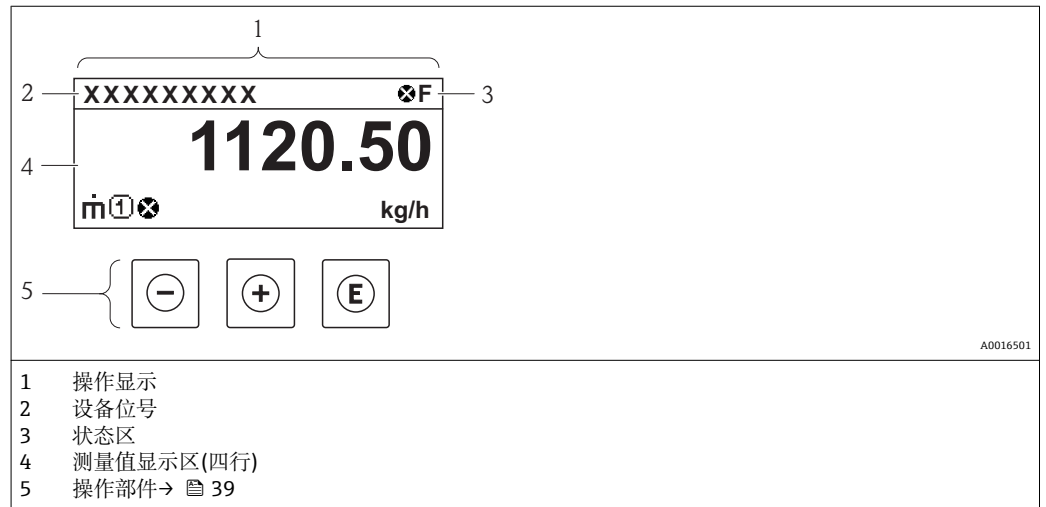 1
2 XXXXXXXXX F 3
4 1120.50
ṁ 1 kg/h
5 − + E
A0016501
1 操作显示
2 设备位号
3 状态区
4 测量值显示区(四行)
5 操作部件→ 39